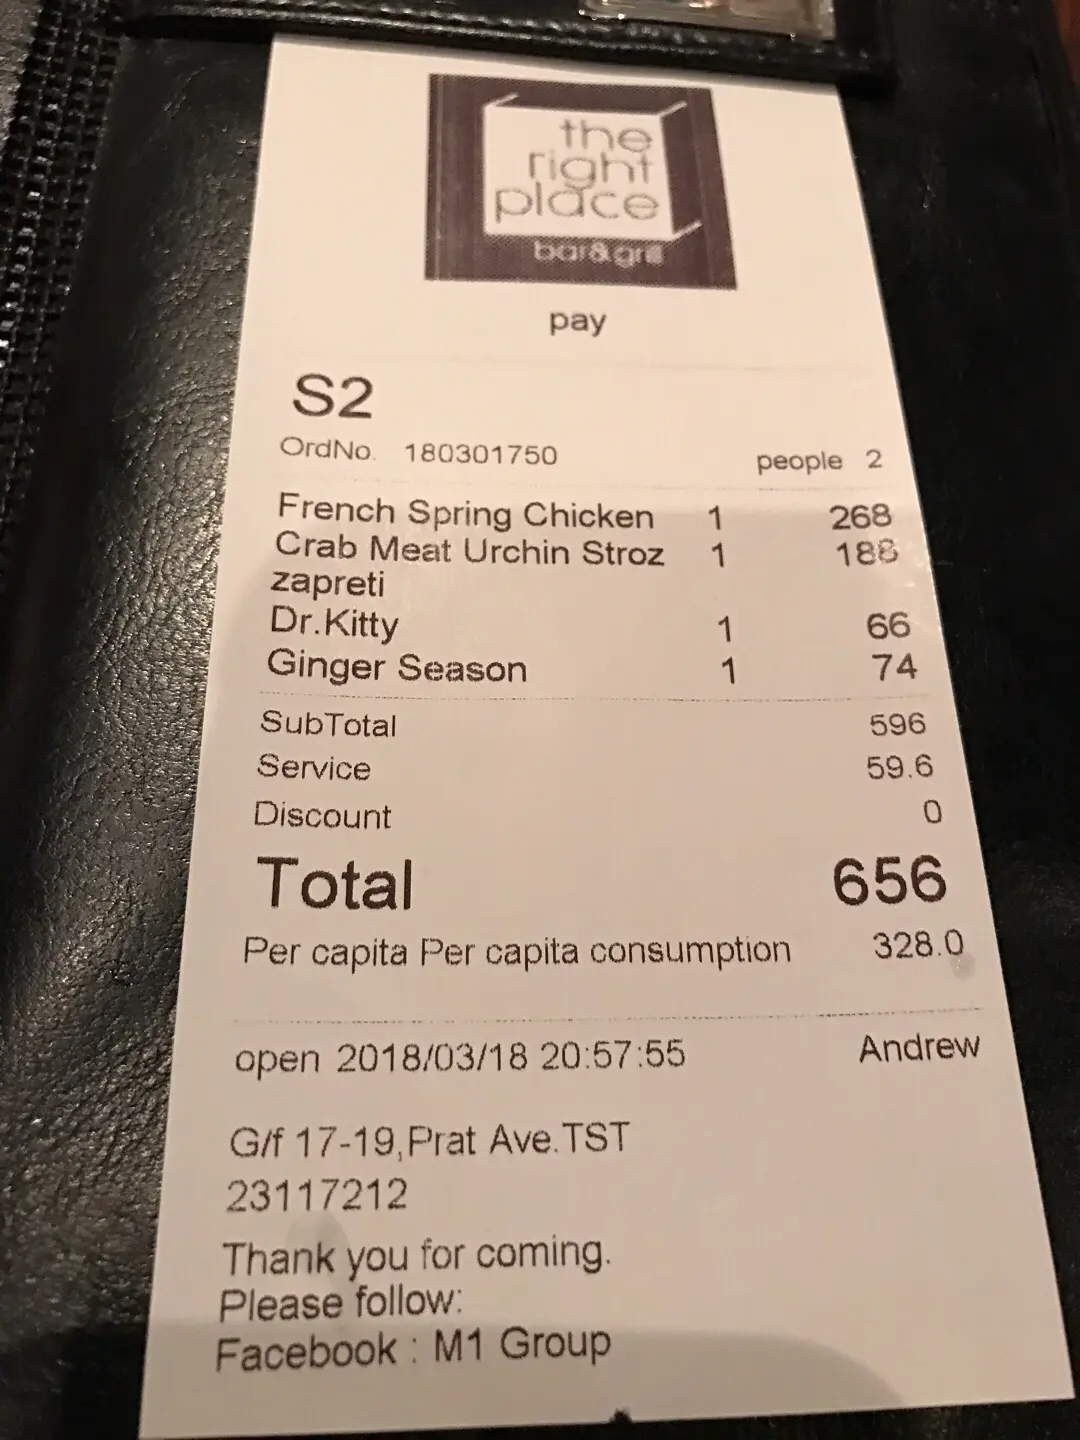 the
right
place
bar&grill
pay
S2
OrdNo. 180301750 people 2
French Spring Chicken 1 268
Crab Meat Urchin Stroz 1 188
zapreti
Dr.Kitty 1 66
Ginger Season 1 74
SubTotal 596
Service 59.6
Discount 0
Total 656
Per capita Per capita consumption 328.0
open 2018/03/18 20:57:55 Andrew
G/f 17-19,Prat Ave.TST
23117212
Thank you for coming.
Please follow:
Facebook : M1 Group